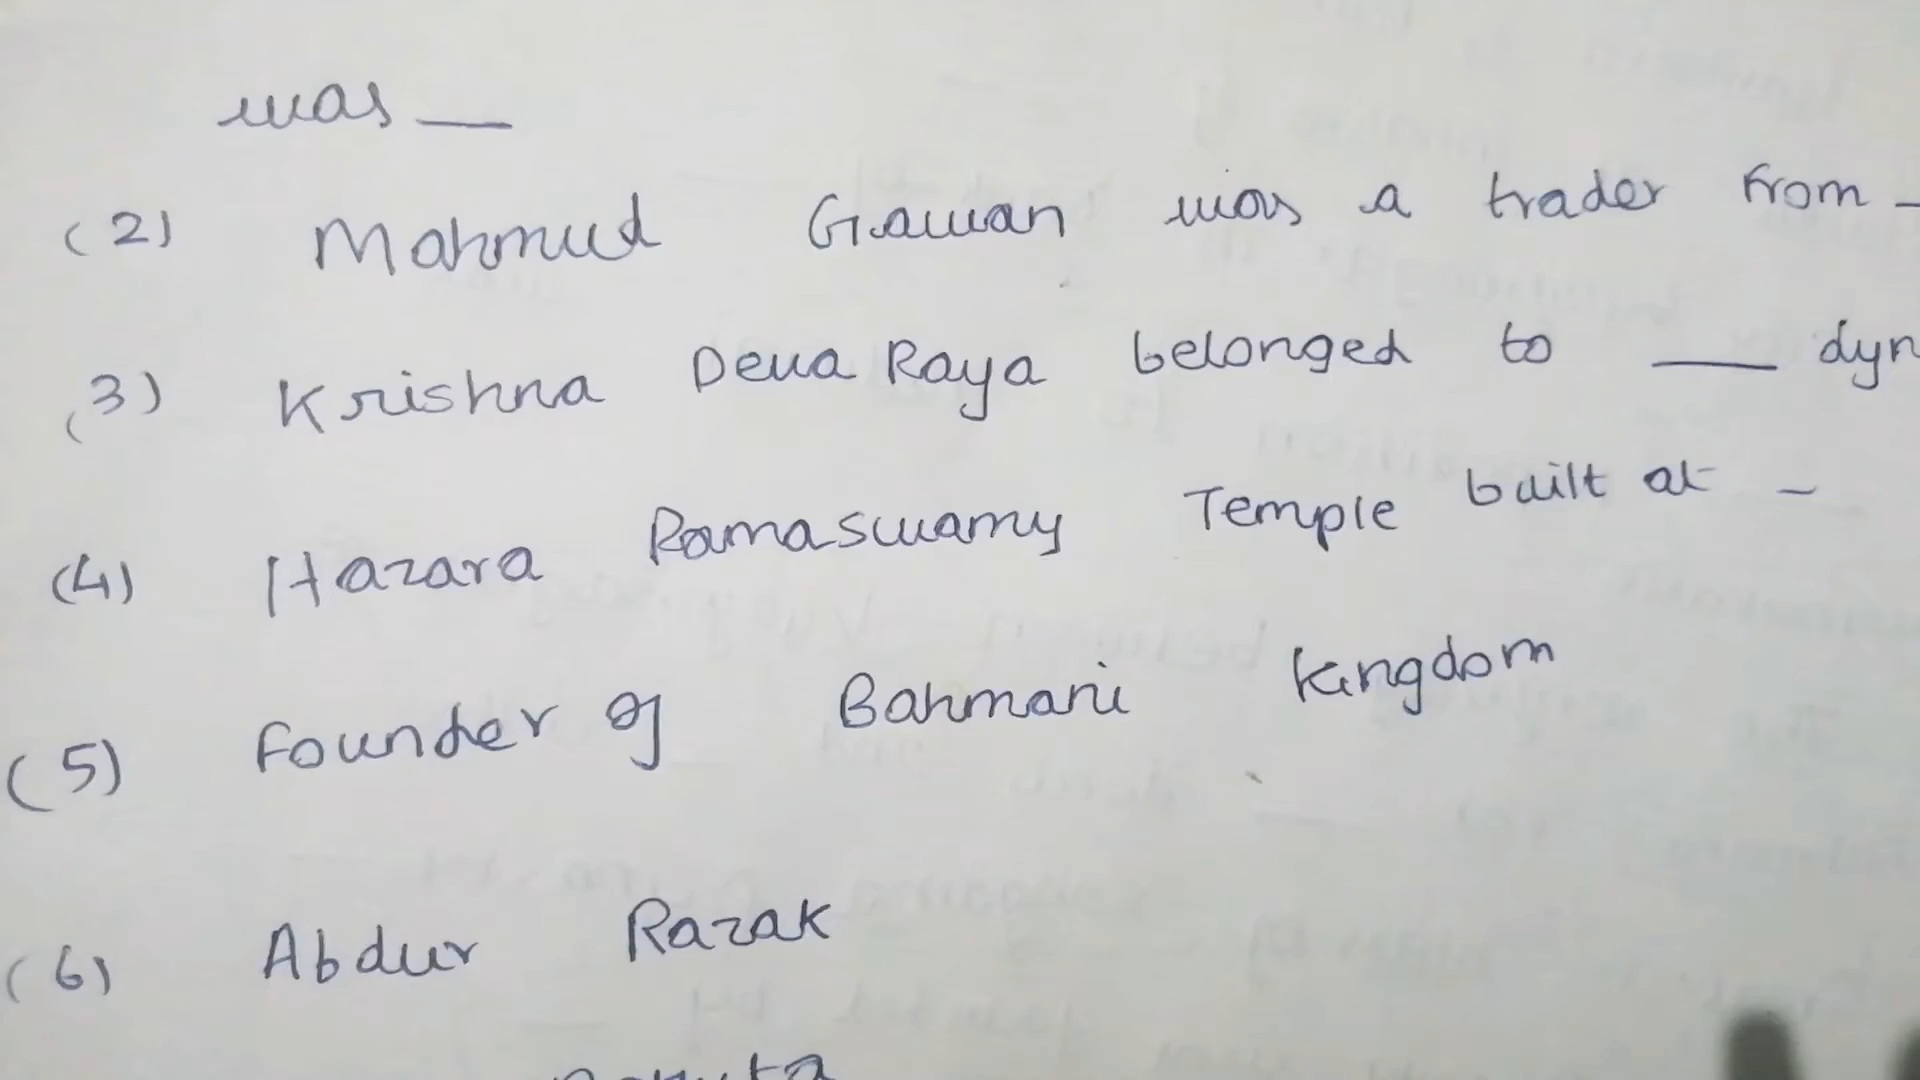 was __
(2) Mahmud Gawan was a trader from -
(3) Krishna Deva Raya belonged to __ dyn
(4) Hazara Ramaswamy Temple built at -
(5) Founder of Bahmani kingdom
(6) Abdur Razak